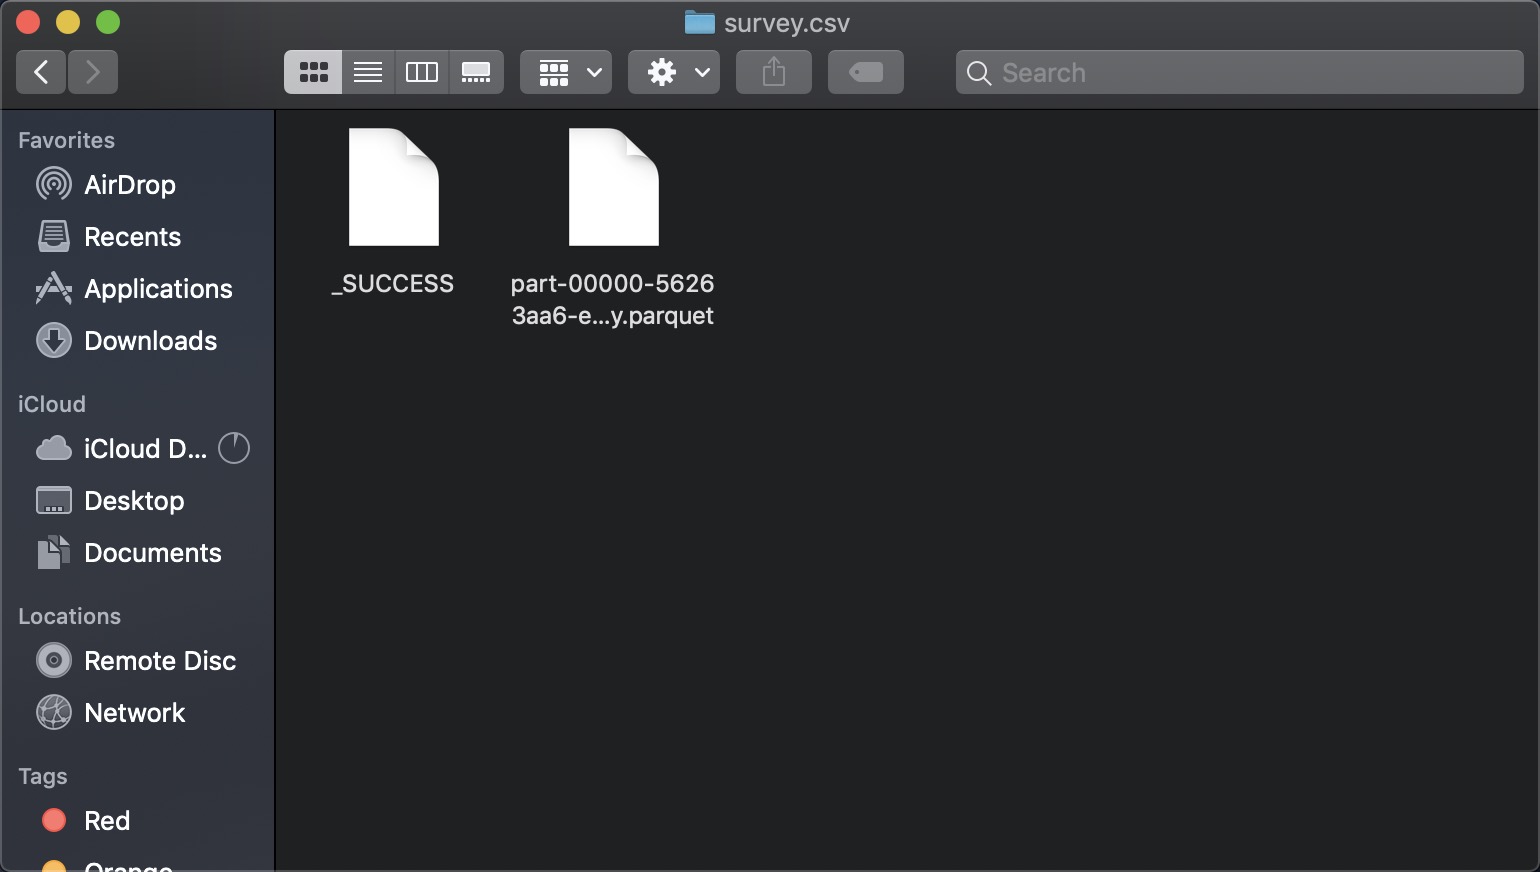 survey.csv
Search
Favorites
AirDrop
Recents
Applications
Downloads
iCloud
iCloud D...
Desktop
Documents
Locations
Remote Disc
Network
Tags
Red
Orange
_SUCCESS
part-00000-5626
3aa6-e...y.parquet